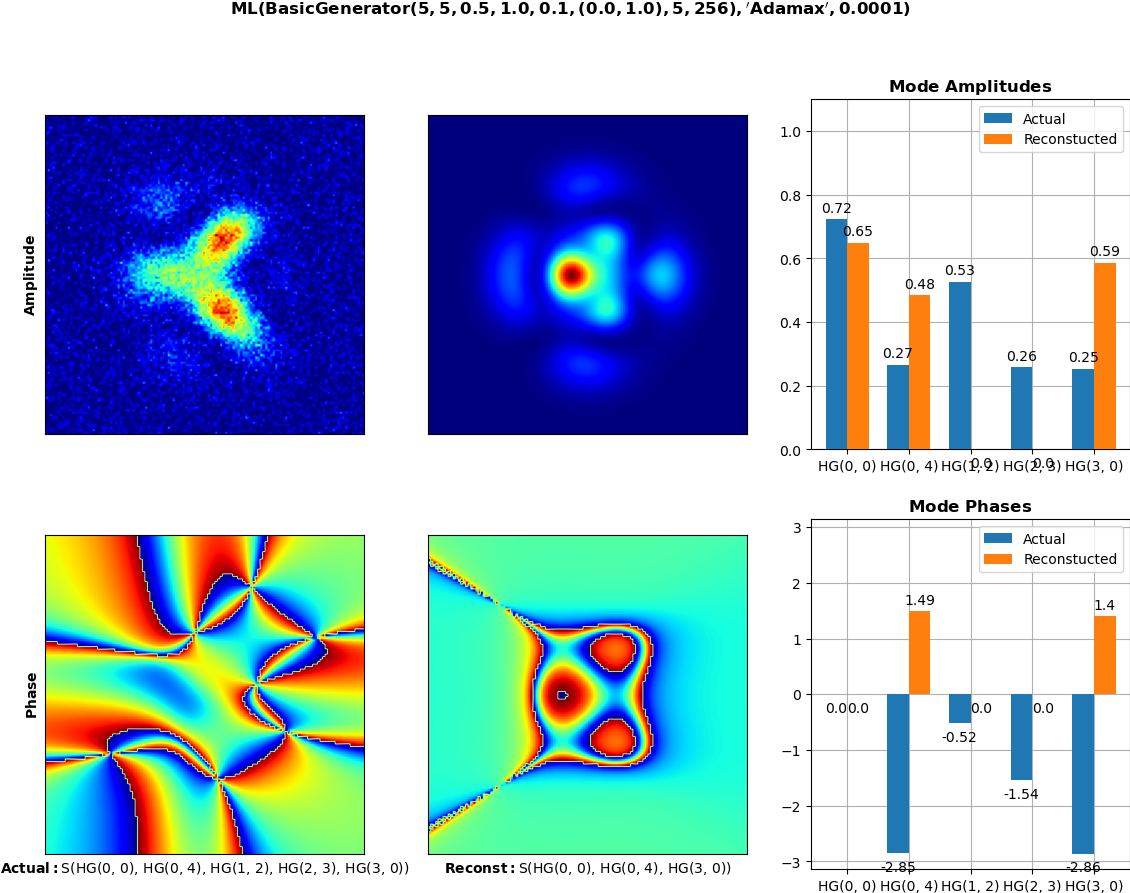 ML(BasicGenerator(5, 5, 0.5, 1.0, 0.1, (0.0, 1.0), 5, 256), ′Adamax′, 0.0001)
Mode Amplitudes
Amplitude
Actual
Reconstucted
1.0
0.8
0.6
0.4
0.2
0.0
0.72
0.65
0.27
0.48
0.53
0.0
0.26
0.0
0.25
0.59
HG(0, 0) HG(0, 4) HG(1, 2) HG(2, 3) HG(3, 0)
Mode Phases
Phase
Actual
Reconstucted
3
2
1
0
−1
−2
−3
0.0
0.0
-2.85
1.49
-0.52
0.0
-1.54
0.0
-2.86
1.4
HG(0, 0) HG(0, 4) HG(1, 2) HG(2, 3) HG(3, 0)
Actual: S(HG(0, 0), HG(0, 4), HG(1, 2), HG(2, 3), HG(3, 0))
Reconst: S(HG(0, 0), HG(0, 4), HG(3, 0))